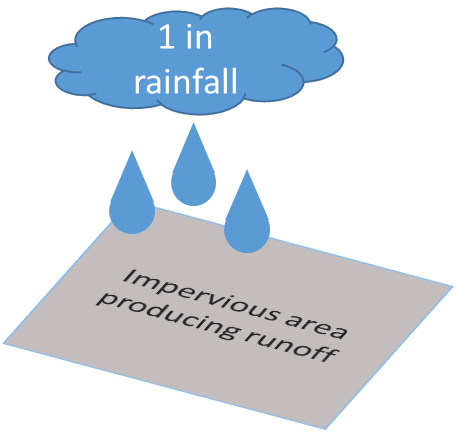 1 in
rainfall
Impervious area
producing runoff